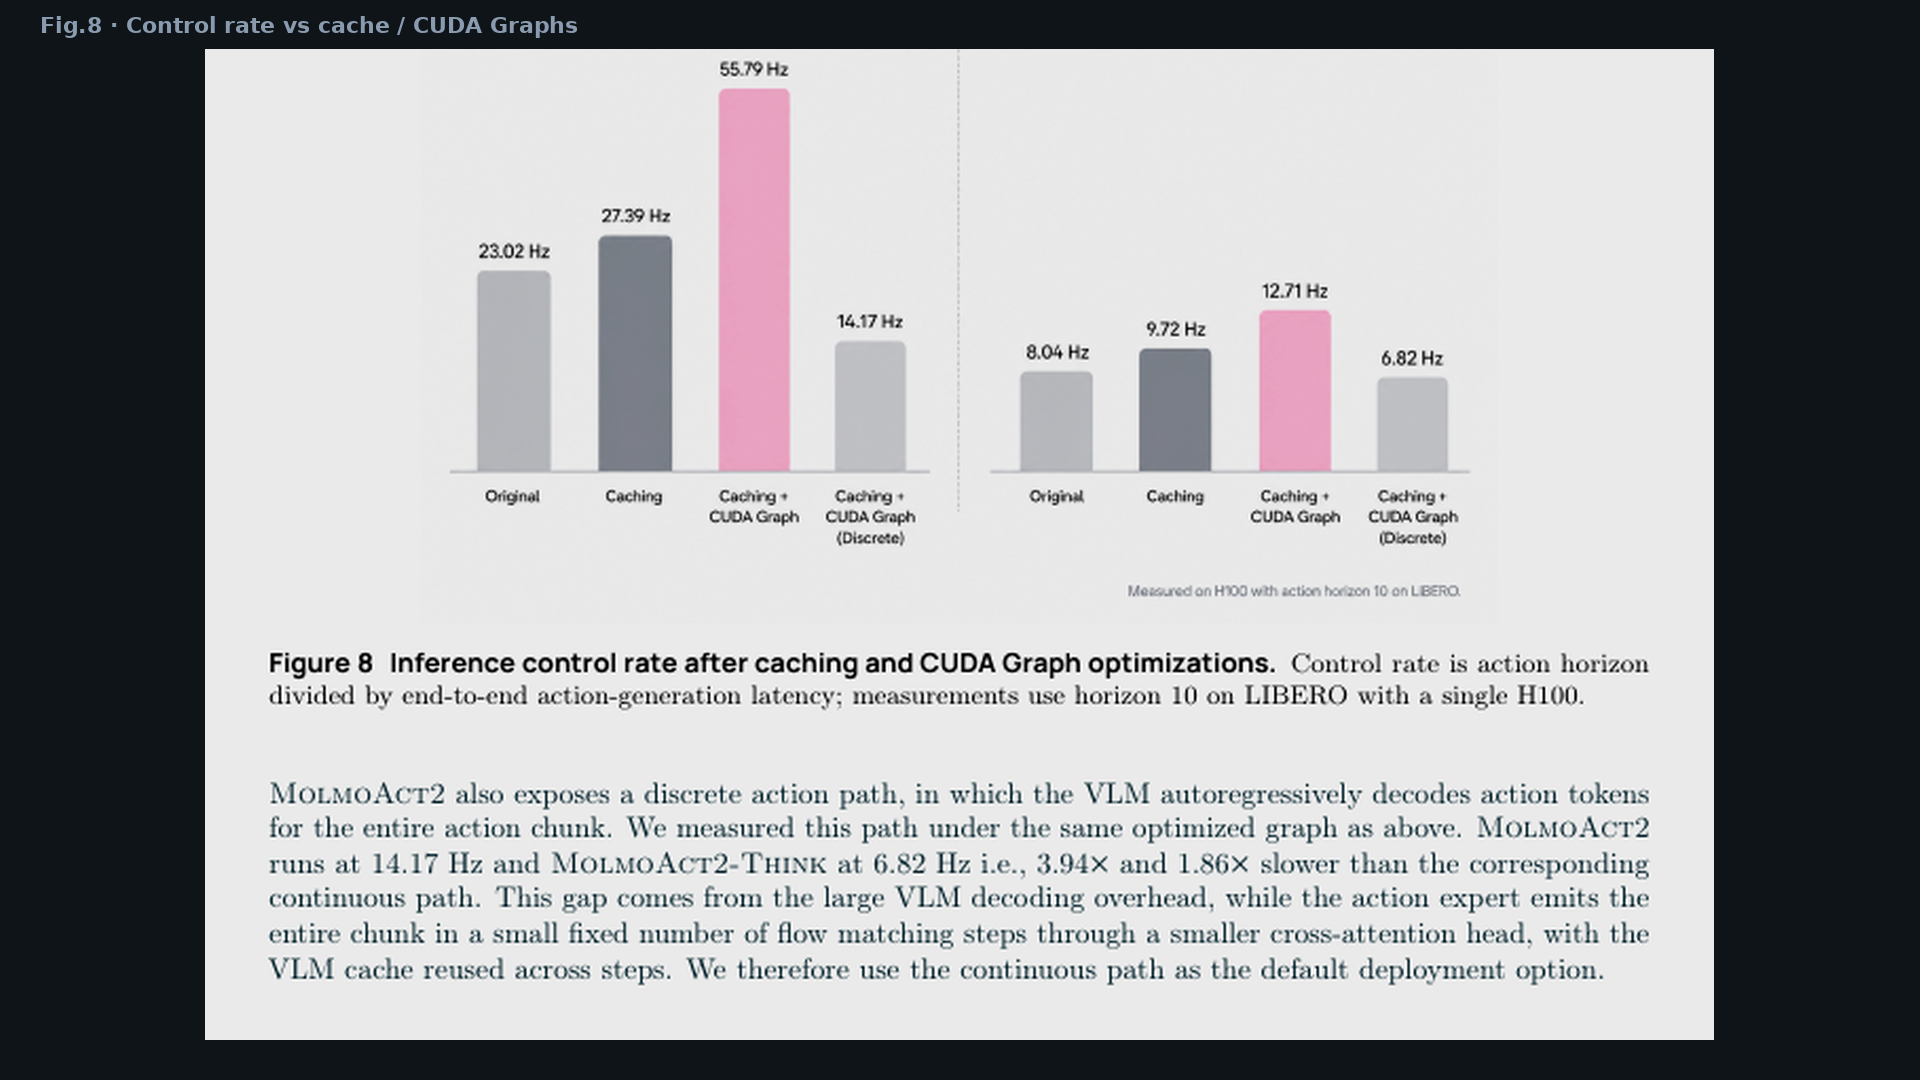 Fig.8 · Control rate vs cache / CUDA Graphs
55.79 Hz
27.39 Hz
23.02 Hz
14.17 Hz
Original
Caching
Caching +
CUDA Graph
Caching +
CUDA Graph
(Discrete)
12.71 Hz
9.72 Hz
8.04 Hz
6.82 Hz
Original
Caching
Caching +
CUDA Graph
Caching +
CUDA Graph
(Discrete)
Measured on H100 with action horizon 10 on LIBERO.
Figure 8 Inference control rate after caching and CUDA Graph optimizations. Control rate is action horizon
divided by end-to-end action-generation latency; measurements use horizon 10 on LIBERO with a single H100.
MOLMOACT2 also exposes a discrete action path, in which the VLM autoregressively decodes action tokens
for the entire action chunk. We measured this path under the same optimized graph as above. MOLMOACT2
runs at 14.17 Hz and MOLMOACT2-THINK at 6.82 Hz i.e., 3.94× and 1.86× slower than the corresponding
continuous path. This gap comes from the large VLM decoding overhead, while the action expert emits the
entire chunk in a small fixed number of flow matching steps through a smaller cross-attention head, with the
VLM cache reused across steps. We therefore use the continuous path as the default deployment option.